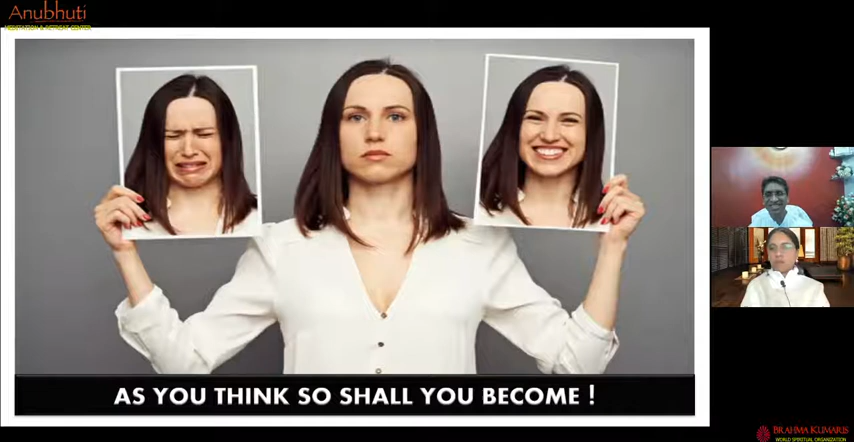 Anubhuti
MEDITATION & RETREAT CENTER
AS YOU THINK SO SHALL YOU BECOME !
BRAHMA KUMARIS
WORLD SPIRITUAL ORGANIZATION